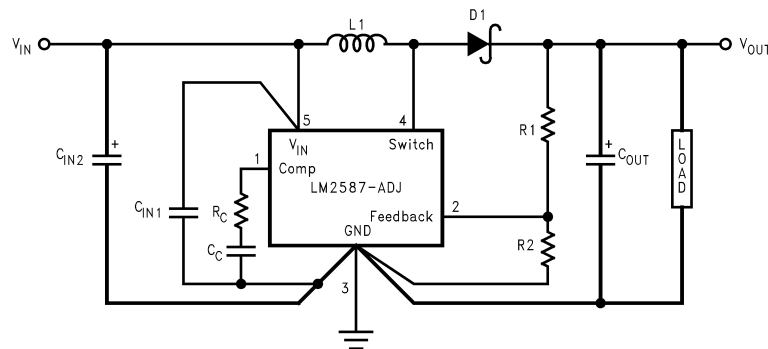 D1
L1
VIN
VOUT
5
4
VIN
Switch
R1
CIN2
+
1
Comp
+
COUT
LOAD
LM2587-ADJ
CIN1
RC
Feedback
2
GND
R2
CC
3